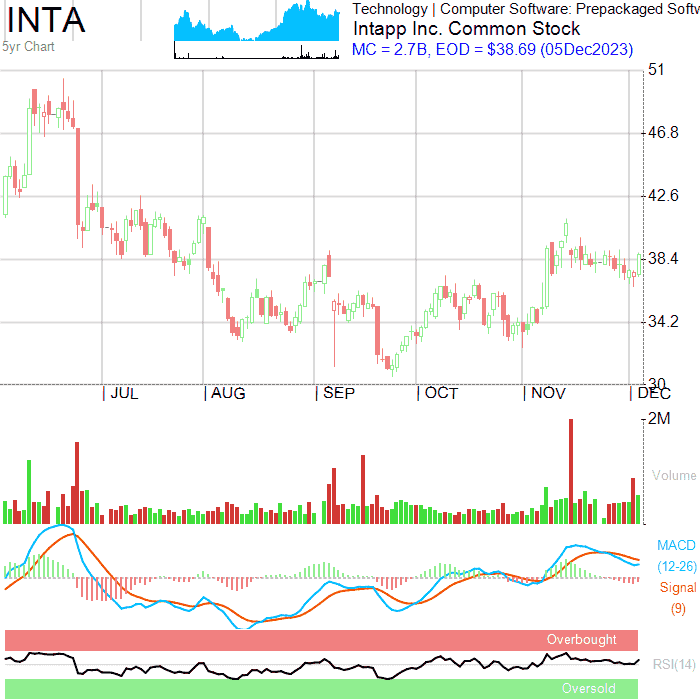 INTA
5yr Chart
Technology | Computer Software: Prepackaged Softw
Intapp Inc. Common Stock
MC = 2.7B, EOD = $38.69 (05Dec2023)
51
46.8
42.6
38.4
34.2
30
JUL AUG SEP OCT NOV DEC
2M
Volume
MACD
(12-26)
Signal
(9)
Overbought
RSI(14)
Oversold